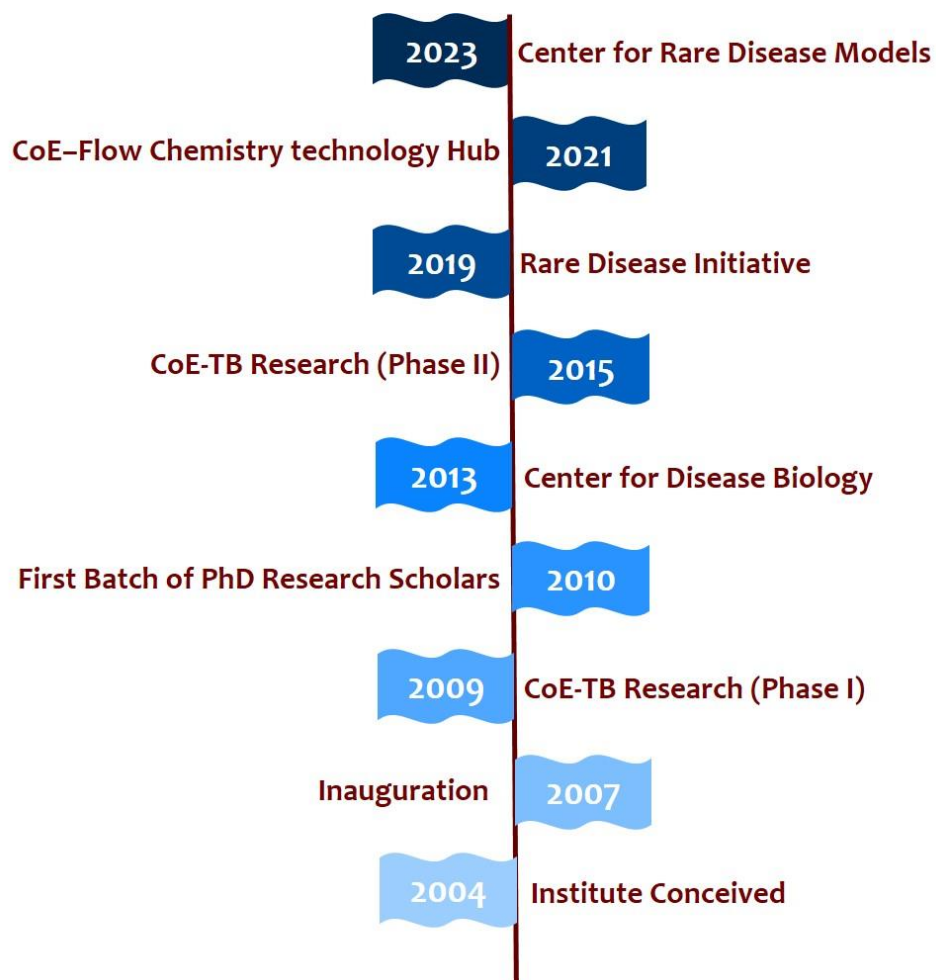 2023 Center for Rare Disease Models
CoE–Flow Chemistry technology Hub 2021
2019 Rare Disease Initiative
CoE-TB Research (Phase II) 2015
2013 Center for Disease Biology
First Batch of PhD Research Scholars 2010
2009 CoE-TB Research (Phase I)
Inauguration 2007
2004 Institute Conceived